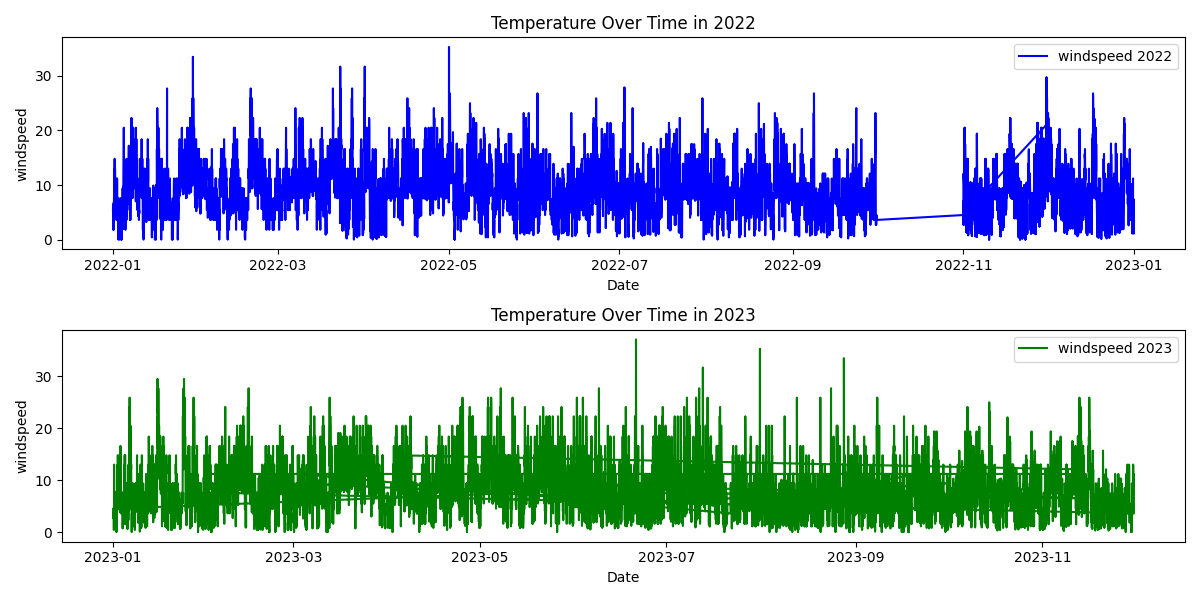 Temperature Over Time in 2022
windspeed
30
20
10
0
windspeed 2022
2022-01 2022-03 2022-05 2022-07 2022-09 2022-11 2023-01
Date
Temperature Over Time in 2023
windspeed
30
20
10
0
windspeed 2023
2023-01 2023-03 2023-05 2023-07 2023-09 2023-11
Date